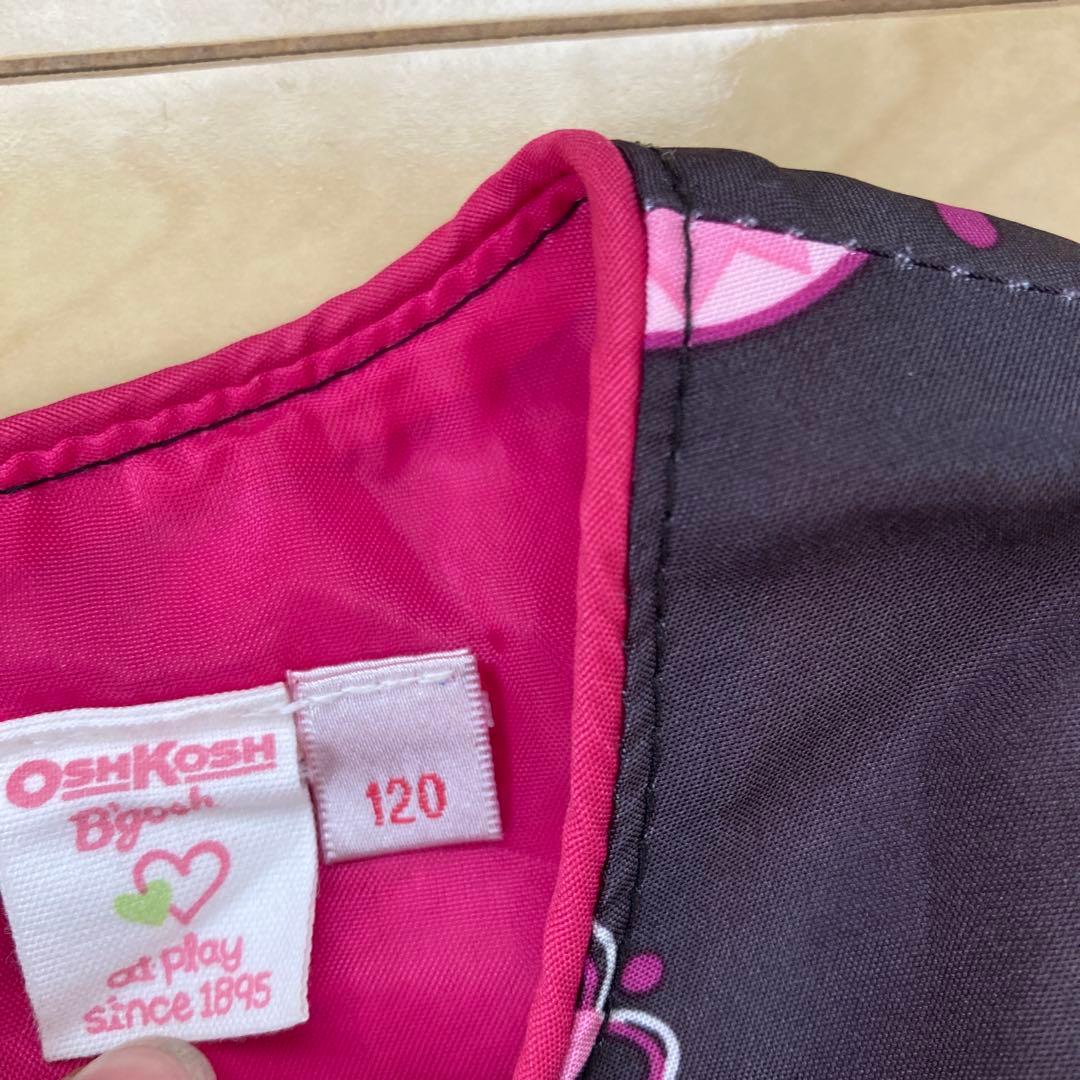 OSHKOSH
B'gosh
at play
since 1895
120